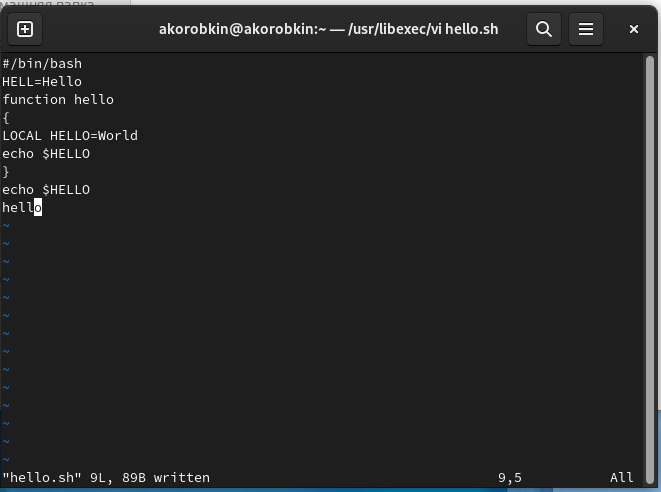 akorobkin@akorobkin:~ — /usr/libexec/vi hello.sh
#/bin/bash
HELL=Hello
function hello
{
LOCAL HELLO=World
echo $HELLO
}
echo $HELLO
hello
~
~
~
~
~
~
~
~
~
~
~
~
~
~
"hello.sh" 9L, 89B written 9,5 All